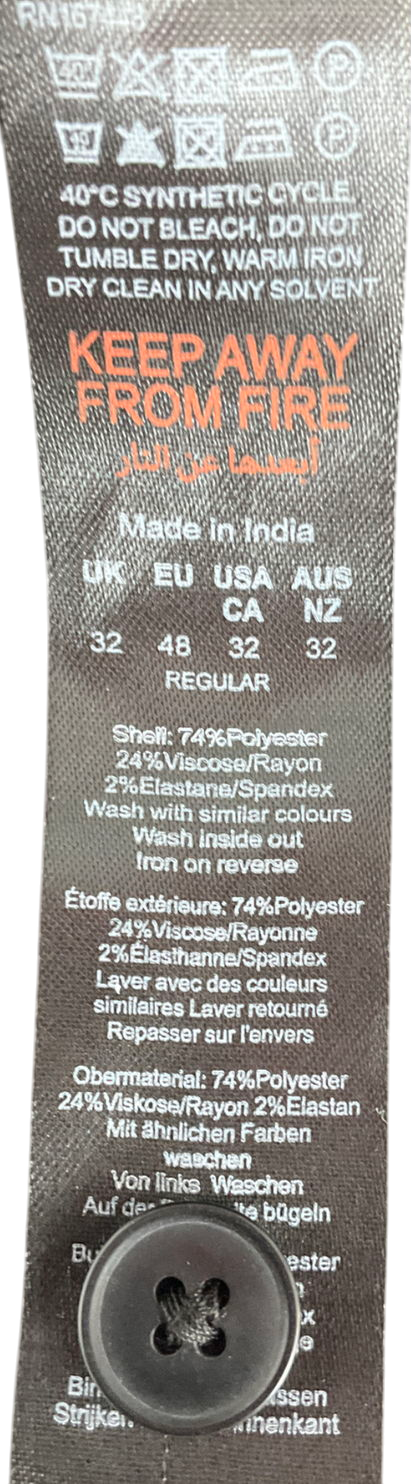 40°C SYNTHETIC CYCLE,
DO NOT BLEACH, DO NOT
TUMBLE DRY, WARM IRON
DRY CLEAN IN ANY SOLVENT
KEEP AWAY
FROM FIRE
أبعدها عن النار
Made in India
UK EU USA AUS
CA NZ
32 48 32 32
REGULAR
Shell: 74%Polyester
24%Viscose/Rayon
2%Elastane/Spandex
Wash with similar colours
Wash inside out
Iron on reverse
Étoffe extérieure: 74%Polyester
24%Viscose/Rayonne
2%Élasthanne/Spandex
Laver avec des couleurs
similaires Laver retourné
Repasser sur l'envers
Obermaterial: 74%Polyester
24%Viskose/Rayon 2%Elastan
Mit ähnlichen Farben
waschen
Von links Waschen
Auf bügeln